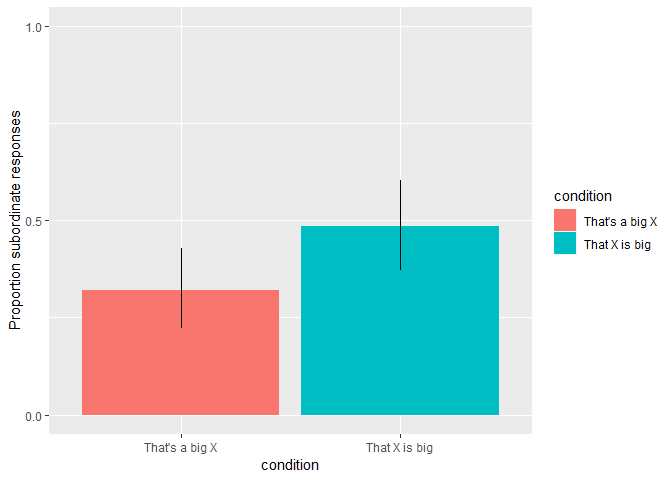 1.0
0.5
0.0
Proportion subordinate responses
That's a big X
That X is big
condition
condition
That's a big X
That X is big